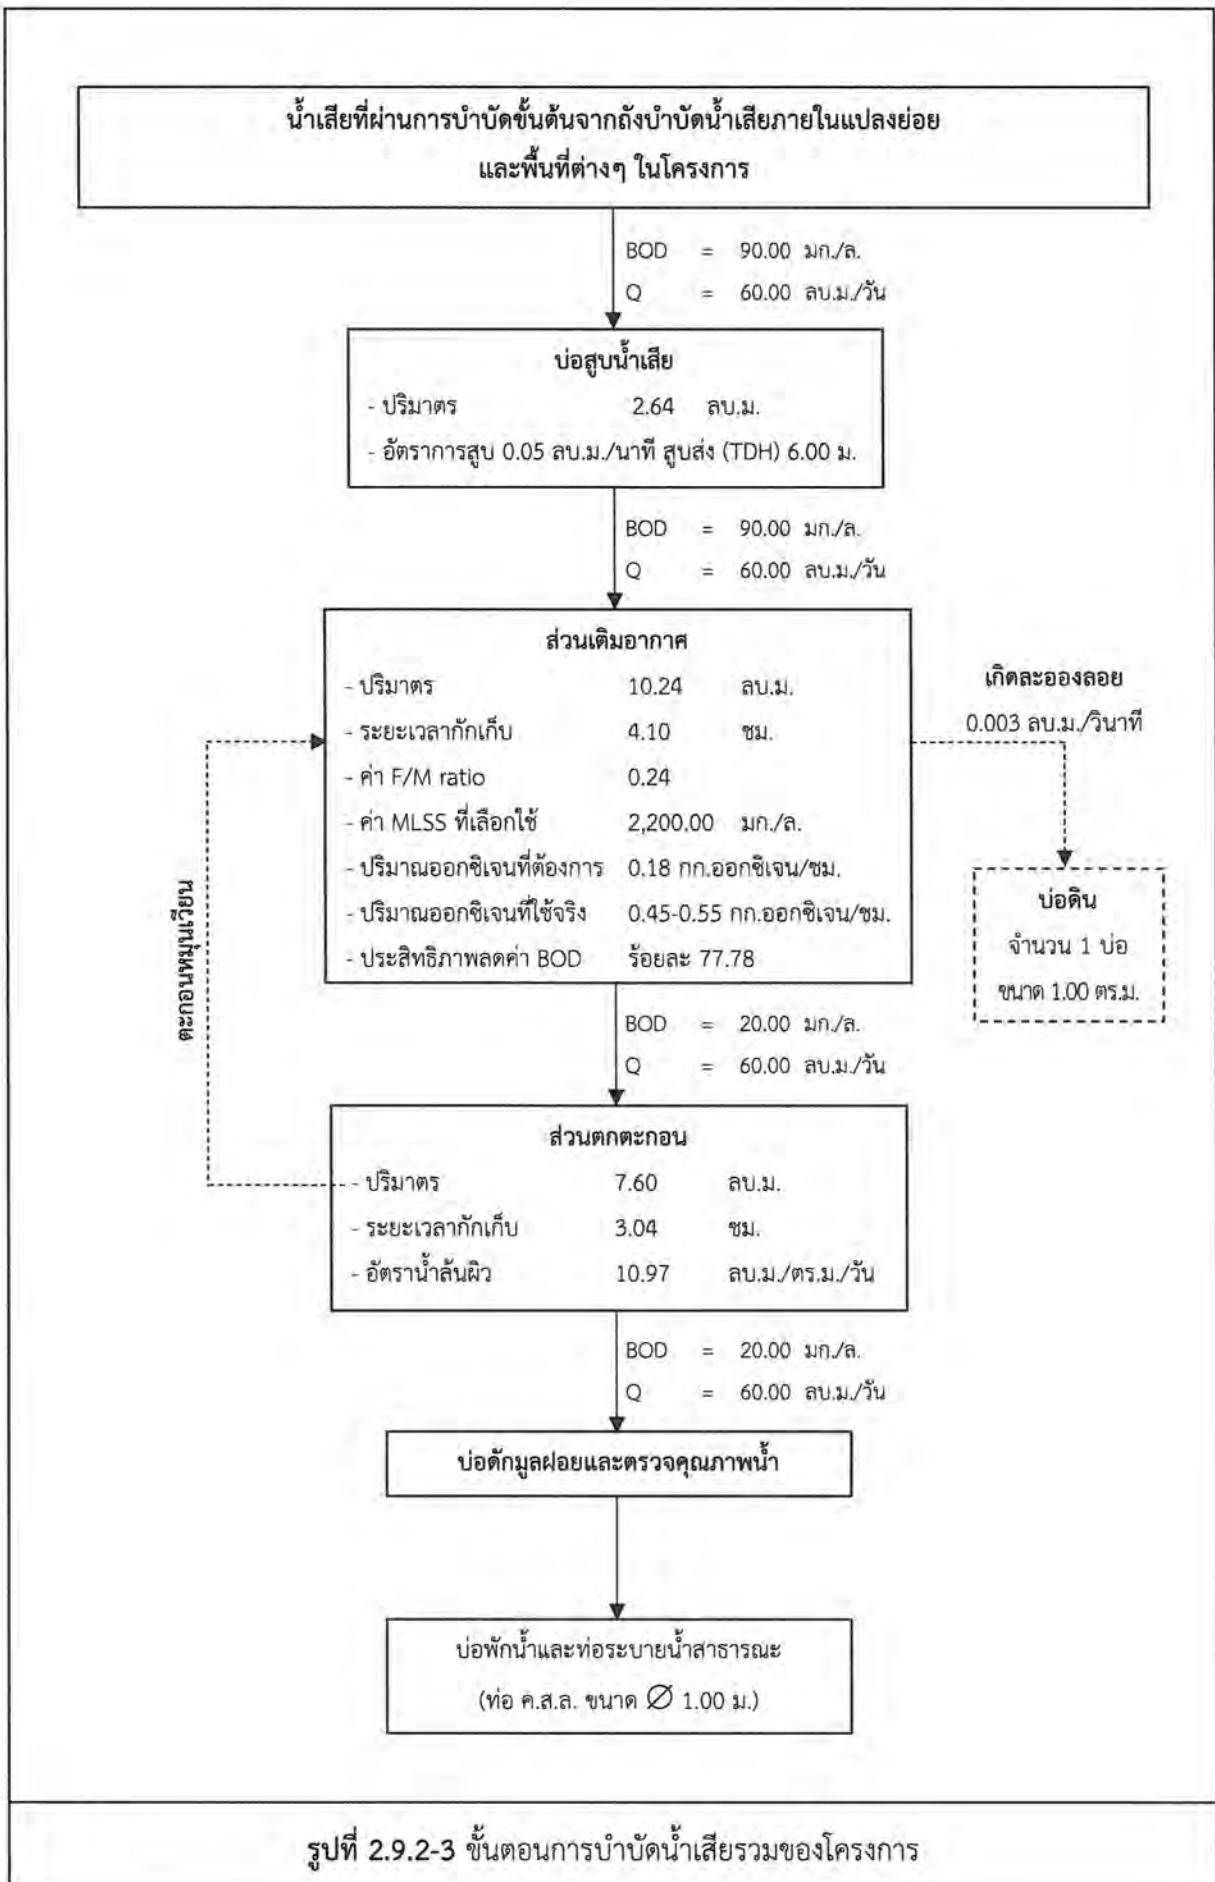 น้ำเสียที่ผ่านการบำบัดขั้นต้นจากถังบำบัดน้ำเสียภายในแปลงย่อย
และพื้นที่ต่างๆ ในโครงการ
BOD = 90.00 มก./ล.
Q = 60.00 ลบ.ม./วัน
บ่อสูบน้ำเสีย
- ปริมาตร 2.64 ลบ.ม.
- อัตราการสูบ 0.05 ลบ.ม./นาที สูบส่ง (TDH) 6.00 ม.
BOD = 90.00 มก./ล.
Q = 60.00 ลบ.ม./วัน
ส่วนเติมอากาศ
- ปริมาตร 10.24 ลบ.ม.
- ระยะเวลากักเก็บ 4.10 ชม.
- ค่า F/M ratio 0.24
- ค่า MLSS ที่เลือกใช้ 2,200.00 มก./ล.
- ปริมาณออกซิเจนที่ต้องการ 0.18 กก.ออกซิเจน/ชม.
- ปริมาณออกซิเจนที่ใช้จริง 0.45-0.55 กก.ออกซิเจน/ชม.
- ประสิทธิภาพลดค่า BOD ร้อยละ 77.78
เกิดละอองลอย
0.003 ลบ.ม./วินาที
บ่อดิน
จำนวน 1 บ่อ
ขนาด 1.00 ตร.ม.
ตะกอนหมุนเวียน
BOD = 20.00 มก./ล.
Q = 60.00 ลบ.ม./วัน
ส่วนตกตะกอน
- ปริมาตร 7.60 ลบ.ม.
- ระยะเวลากักเก็บ 3.04 ชม.
- อัตราน้ำล้นผิว 10.97 ลบ.ม./ตร.ม./วัน
BOD = 20.00 มก./ล.
Q = 60.00 ลบ.ม./วัน
บ่อดักมูลฝอยและตรวจคุณภาพน้ำ
บ่อพักน้ำและท่อระบายน้ำสาธารณะ
(ท่อ ค.ส.ล. ขนาด ∅ 1.00 ม.)
รูปที่ 2.9.2-3 ขั้นตอนการบำบัดน้ำเสียรวมของโครงการ